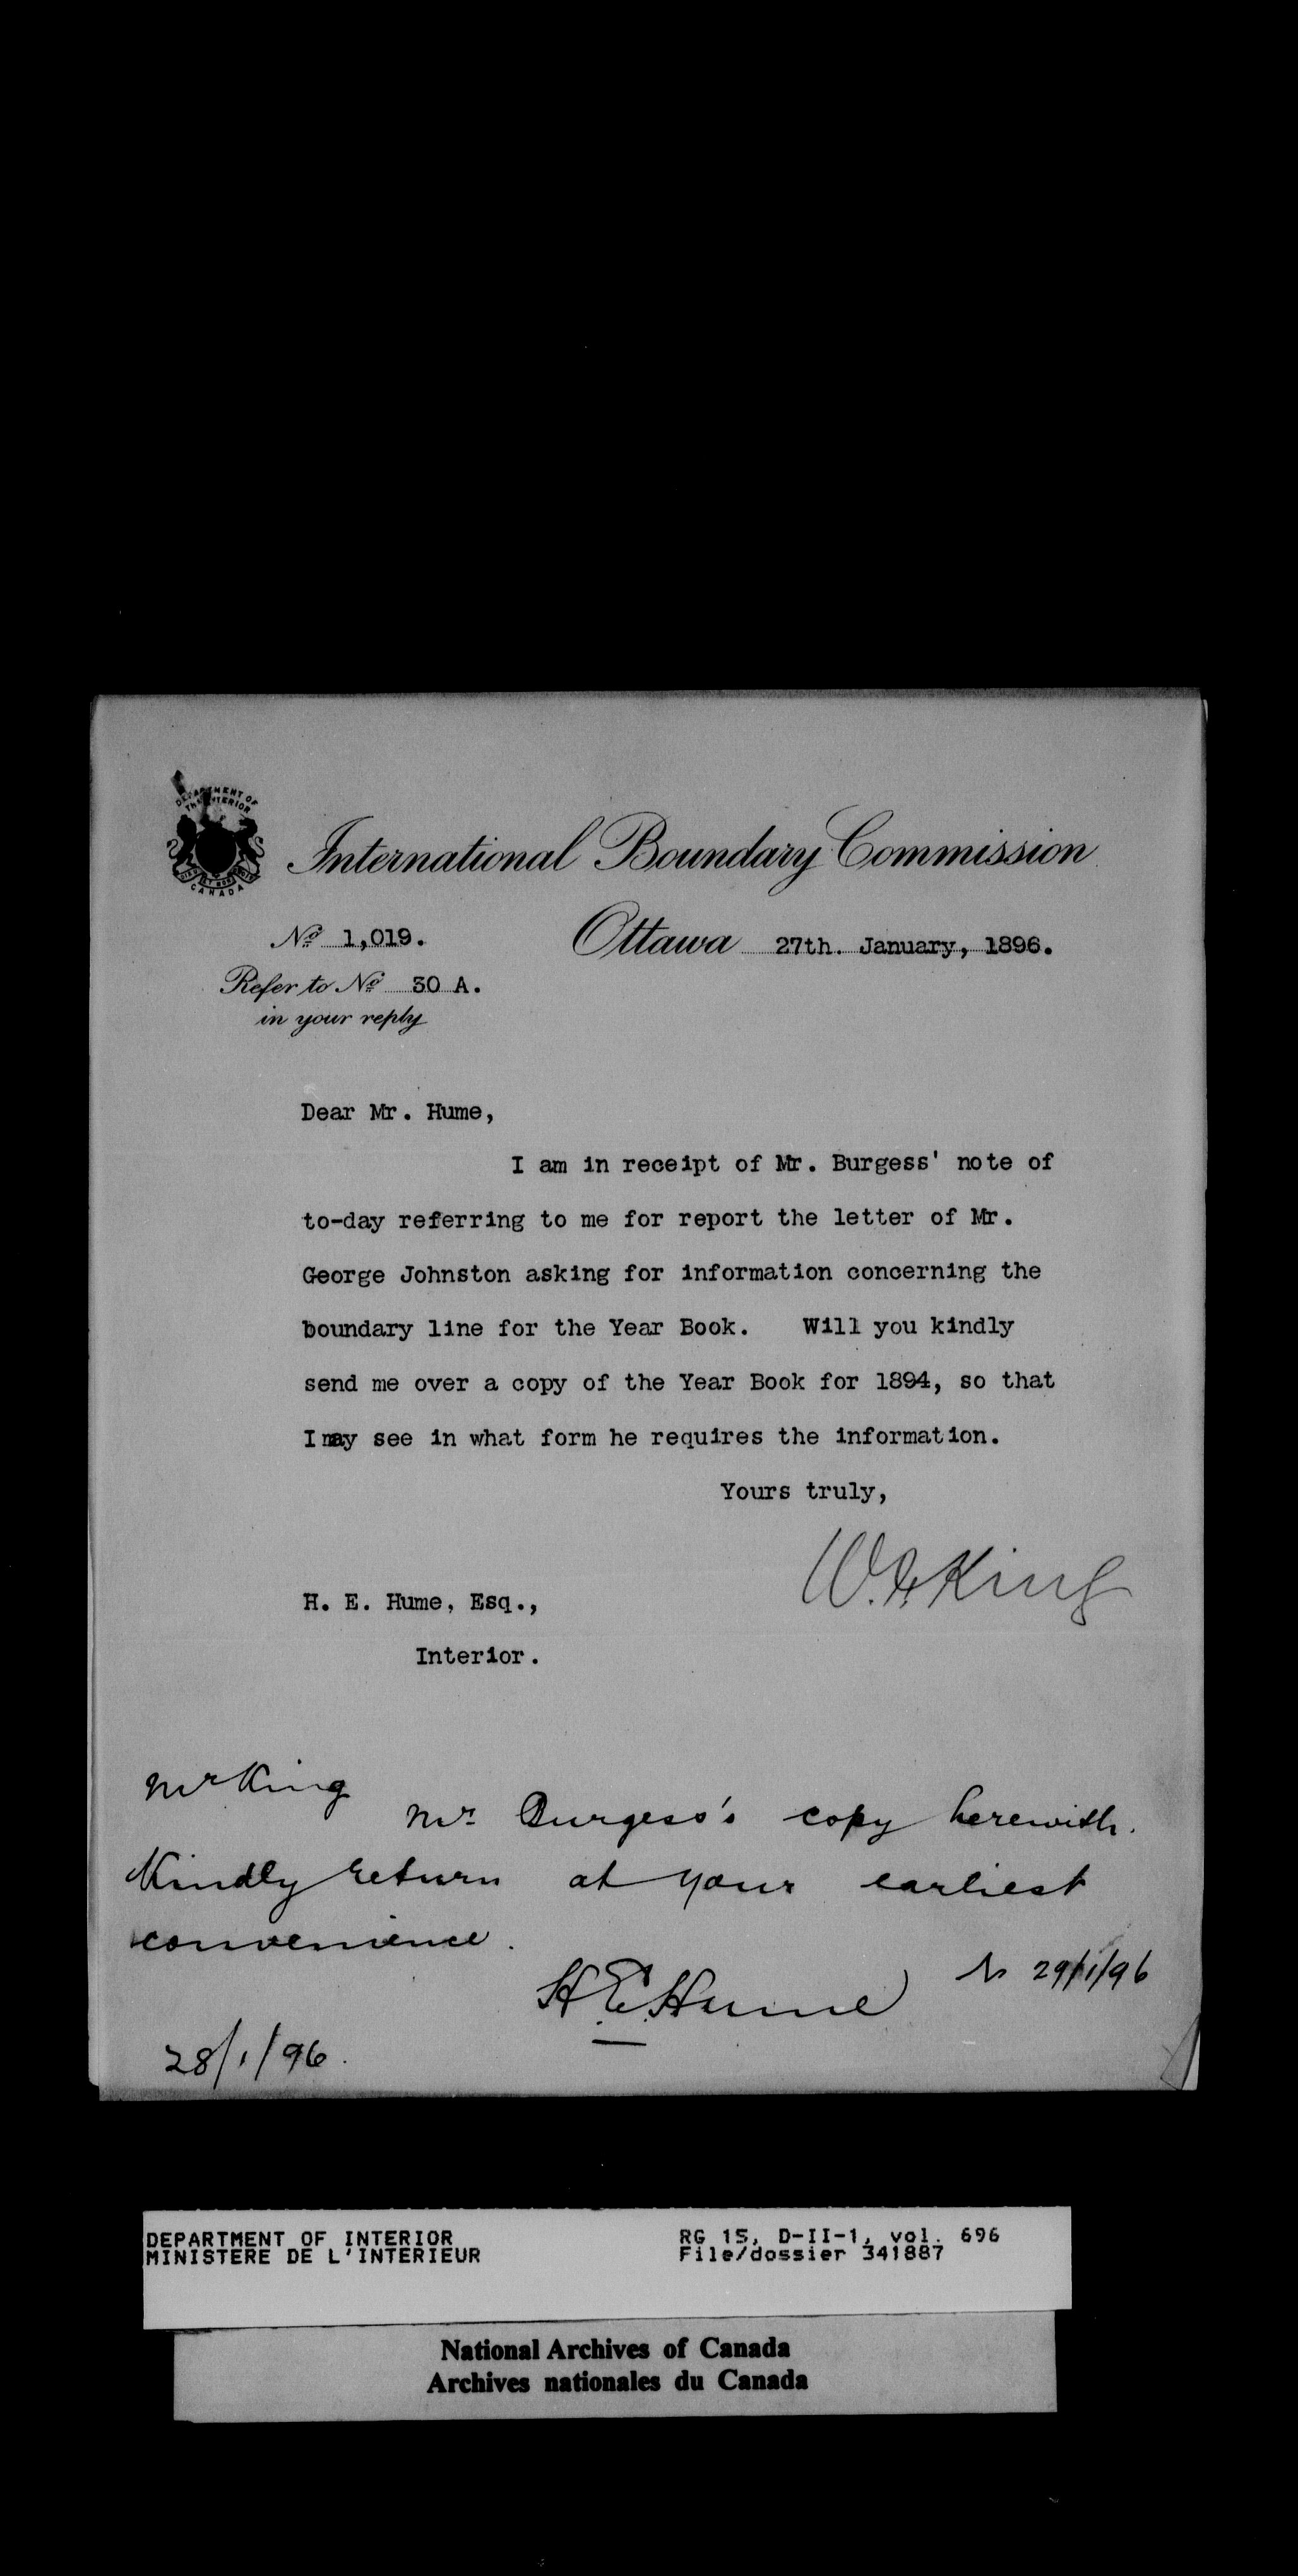 DEPARTMENT OF
THE INTERIOR
CANADA
International Boundary Commission
No 1,019.
Ottawa 27th. January, 1896.
Refer to No 30 A.
in your reply
Dear Mr. Hume,
I am in receipt of Mr. Burgess' note of
to-day referring to me for report the letter of Mr.
George Johnston asking for information concerning the
boundary line for the Year Book. Will you kindly
send me over a copy of the Year Book for 1894, so that
I may see in what form he requires the information.
Yours truly,
W.F. King
H. E. Hume, Esq.,
Interior.
Mr King
Mr. Burgess's copy herewith.
Kindly return at your earliest
convenience.
H.E. Hume
29/1/96
28/1/96.
DEPARTMENT OF INTERIOR
MINISTERE DE L'INTERIEUR
RG 15, D-II-1, vol. 696
File/dossier 341887
National Archives of Canada
Archives nationales du Canada